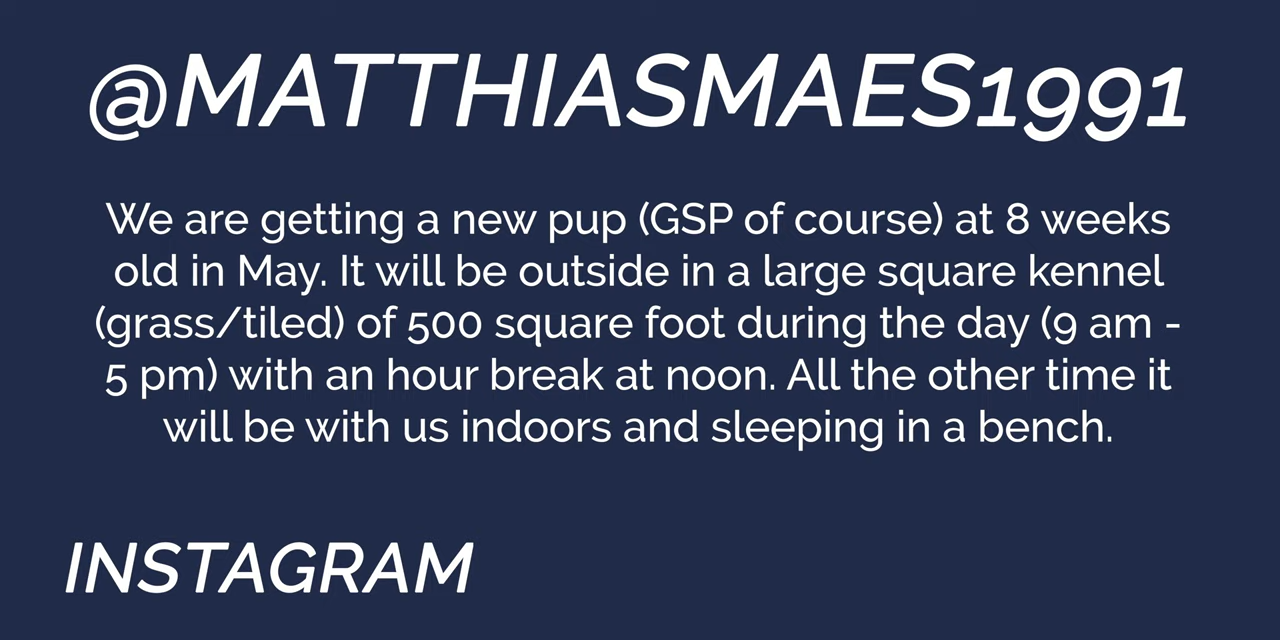 @MATTHIASMAES1991
We are getting a new pup (GSP of course) at 8 weeks
old in May. It will be outside in a large square kennel
(grass/tiled) of 500 square foot during the day (9 am -
5 pm) with an hour break at noon. All the other time it
will be with us indoors and sleeping in a bench.
INSTAGRAM